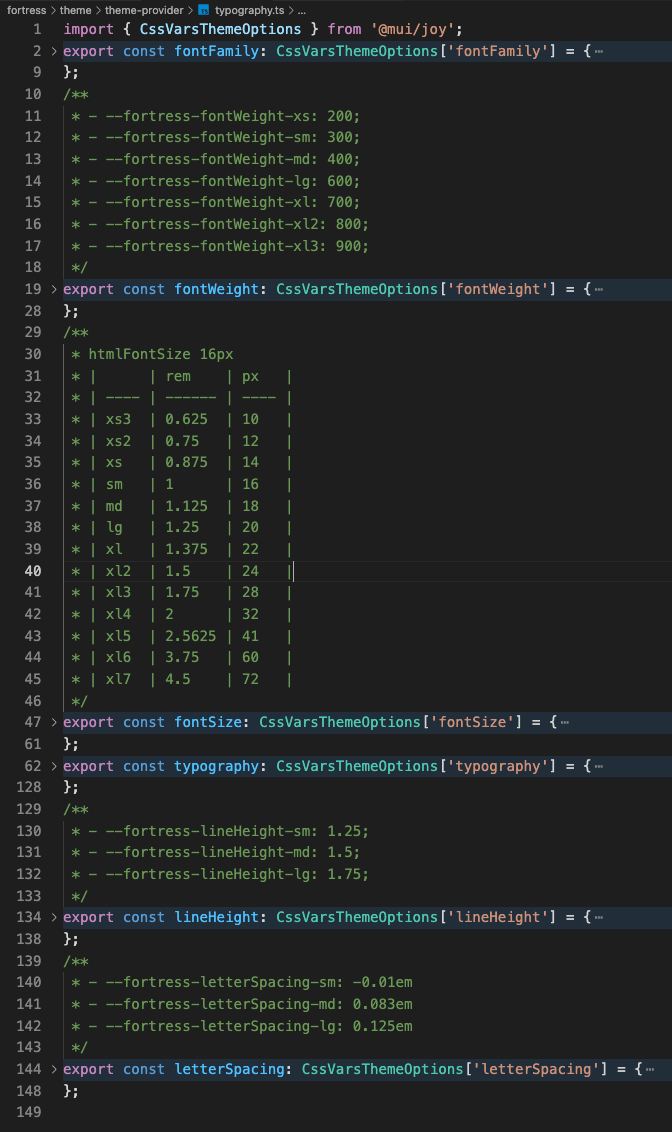 fortress > theme > theme-provider > TS typography.ts > ...
1 import { CssVarsThemeOptions } from '@mui/joy';
2 > export const fontFamily: CssVarsThemeOptions['fontFamily'] = {⋯
9 };
10 /**
11  * - --fortress-fontWeight-xs: 200;
12  * - --fortress-fontWeight-sm: 300;
13  * - --fortress-fontWeight-md: 400;
14  * - --fortress-fontWeight-lg: 600;
15  * - --fortress-fontWeight-xl: 700;
16  * - --fortress-fontWeight-xl2: 800;
17  * - --fortress-fontWeight-xl3: 900;
18  */
19 > export const fontWeight: CssVarsThemeOptions['fontWeight'] = {⋯
28 };
29 /**
30  * htmlFontSize 16px
31  * |      | rem    | px   |
32  * | ---- | ------ | ---- |
33  * | xs3  | 0.625  | 10   |
34  * | xs2  | 0.75   | 12   |
35  * | xs   | 0.875  | 14   |
36  * | sm   | 1      | 16   |
37  * | md   | 1.125  | 18   |
38  * | lg   | 1.25   | 20   |
39  * | xl   | 1.375  | 22   |
40  * | xl2  | 1.5    | 24   |
41  * | xl3  | 1.75   | 28   |
42  * | xl4  | 2      | 32   |
43  * | xl5  | 2.5625 | 41   |
44  * | xl6  | 3.75   | 60   |
45  * | xl7  | 4.5    | 72   |
46  */
47 > export const fontSize: CssVarsThemeOptions['fontSize'] = {⋯
61 };
62 > export const typography: CssVarsThemeOptions['typography'] = {⋯
128 };
129 /**
130  * - --fortress-lineHeight-sm: 1.25;
131  * - --fortress-lineHeight-md: 1.5;
132  * - --fortress-lineHeight-lg: 1.75;
133  */
134 > export const lineHeight: CssVarsThemeOptions['lineHeight'] = {⋯
138 };
139 /**
140  * - --fortress-letterSpacing-sm: -0.01em
141  * - --fortress-letterSpacing-md: 0.083em
142  * - --fortress-letterSpacing-lg: 0.125em
143  */
144 > export const letterSpacing: CssVarsThemeOptions['letterSpacing'] = {⋯
148 };
149